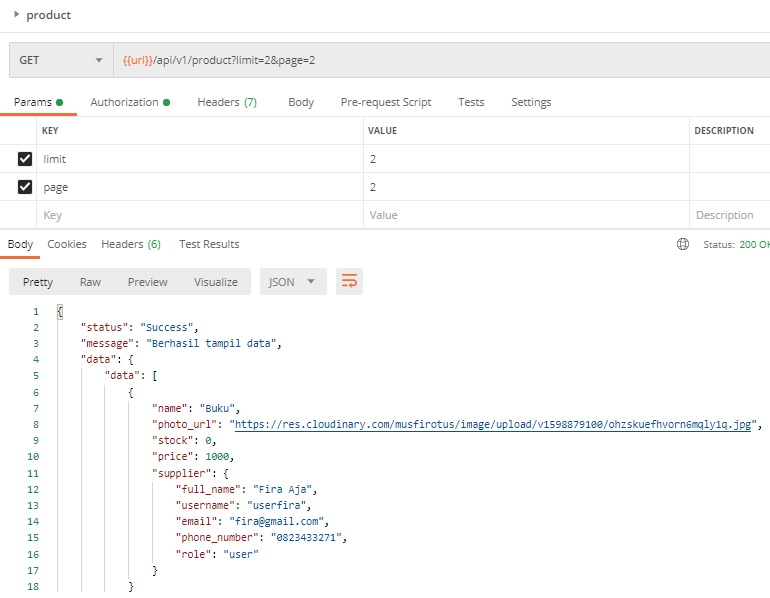 product
GET {{url}}/api/v1/product?limit=2&page=2
Params Authorization Headers (7) Body Pre-request Script Tests Settings
KEY VALUE DESCRIPTION
limit 2
page 2
Key Value Description
Body Cookies Headers (6) Test Results Status: 200 OK
Pretty Raw Preview Visualize JSON
1 {
2 "status": "Success",
3 "message": "Berhasil tampil data",
4 "data": {
5 "data": [
6 {
7 "name": "Buku",
8 "photo_url": "https://res.cloudinary.com/musfirotus/image/upload/v1598879100/ohzskuefhvorn6mqly1q.jpg",
9 "stock": 0,
10 "price": 1000,
11 "supplier": {
12 "full_name": "Fira Aja",
13 "username": "userfira",
14 "email": "fira@gmail.com",
15 "phone_number": "0823433271",
16 "role": "user"
17 }
18 }